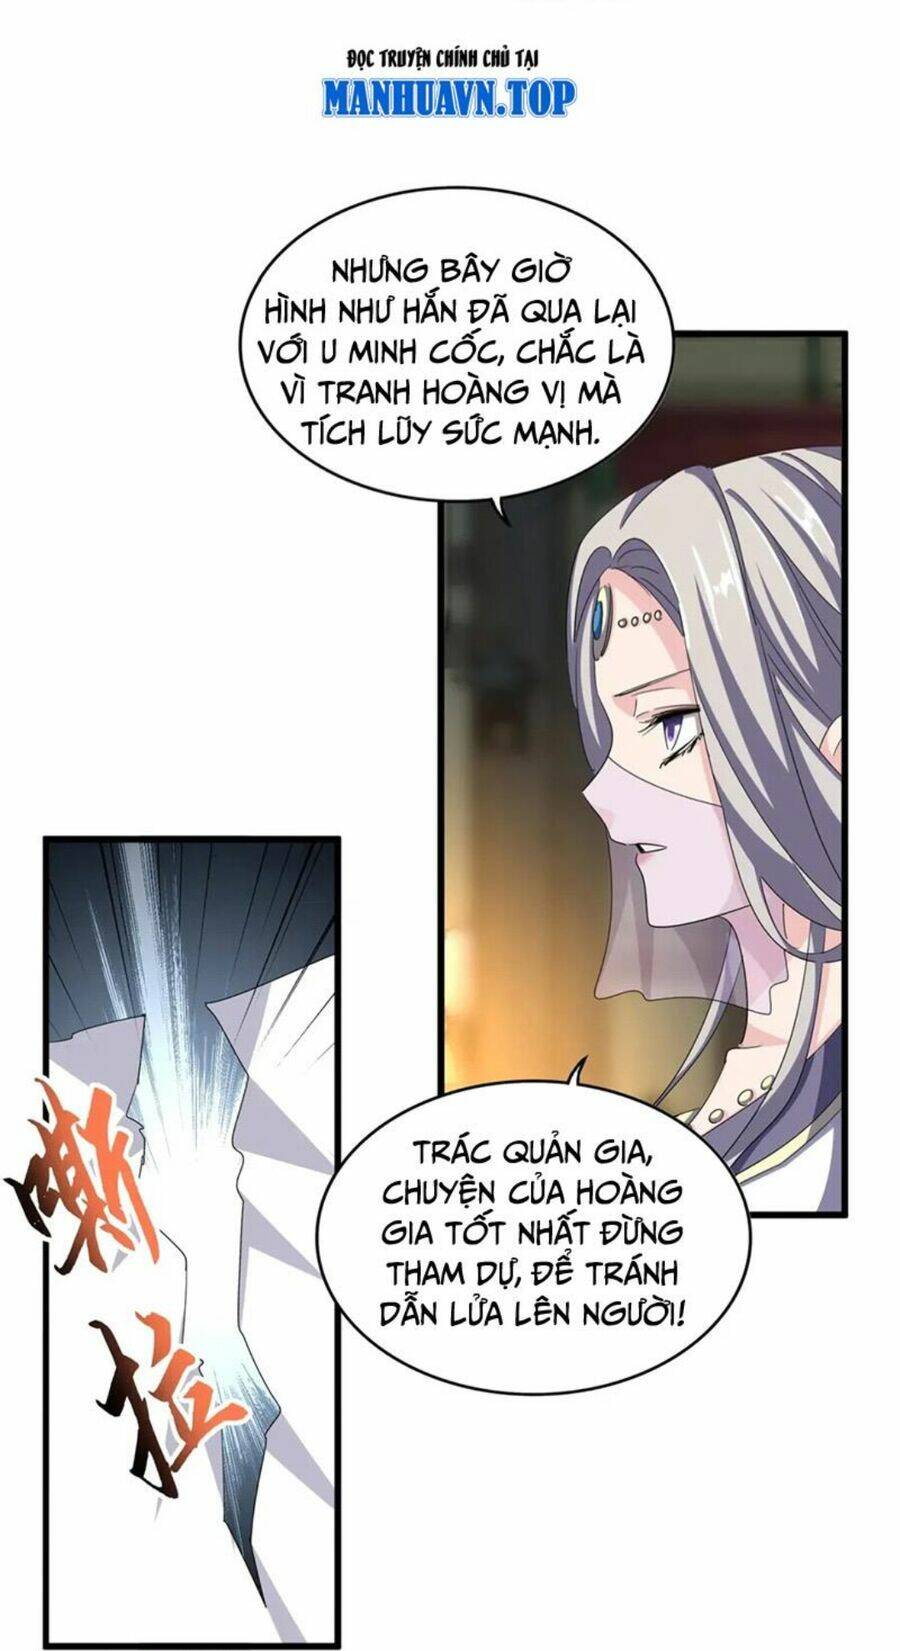 ĐỌC TRUYỆN CHÍNH CHỦ TẠI
MANHUAVN.TOP
NHƯNG BÂY GIỜ
HÌNH NHƯ HẮN ĐÃ QUA LẠI
VỚI U MINH CỐC, CHẮC LÀ
VÌ TRANH HOÀNG VỊ MÀ
TÍCH LŨY SỨC MẠNH.
TRÁC QUẢN GIA,
CHUYỆN CỦA HOÀNG
GIA TỐT NHẤT ĐỪNG
THAM DỰ, ĐỂ TRÁNH
DẪN LỬA LÊN NGƯỜI!
嘶
拉